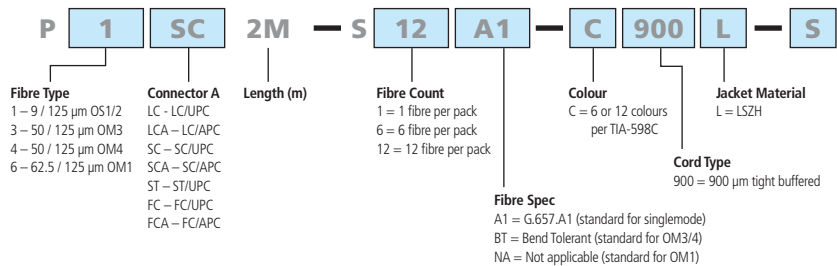 P 1 SC 2M – S 12 A1 – C 900 L – S
Fibre Type
1 – 9 / 125 µm OS1/2
3 – 50 / 125 µm OM3
4 – 50 / 125 µm OM4
6 – 62.5 / 125 µm OM1
Connector A
LC - LC/UPC
LCA – LC/APC
SC – SC/UPC
SCA – SC/APC
ST – ST/UPC
FC – FC/UPC
FCA – FC/APC
Length (m)
Fibre Count
1 = 1 fibre per pack
6 = 6 fibre per pack
12 = 12 fibre per pack
Fibre Spec
A1 = G.657.A1 (standard for singlemode)
BT = Bend Tolerant (standard for OM3/4)
NA = Not applicable (standard for OM1)
Colour
C = 6 or 12 colours
per TIA-598C
Cord Type
900 = 900 µm tight buffered
Jacket Material
L = LSZH